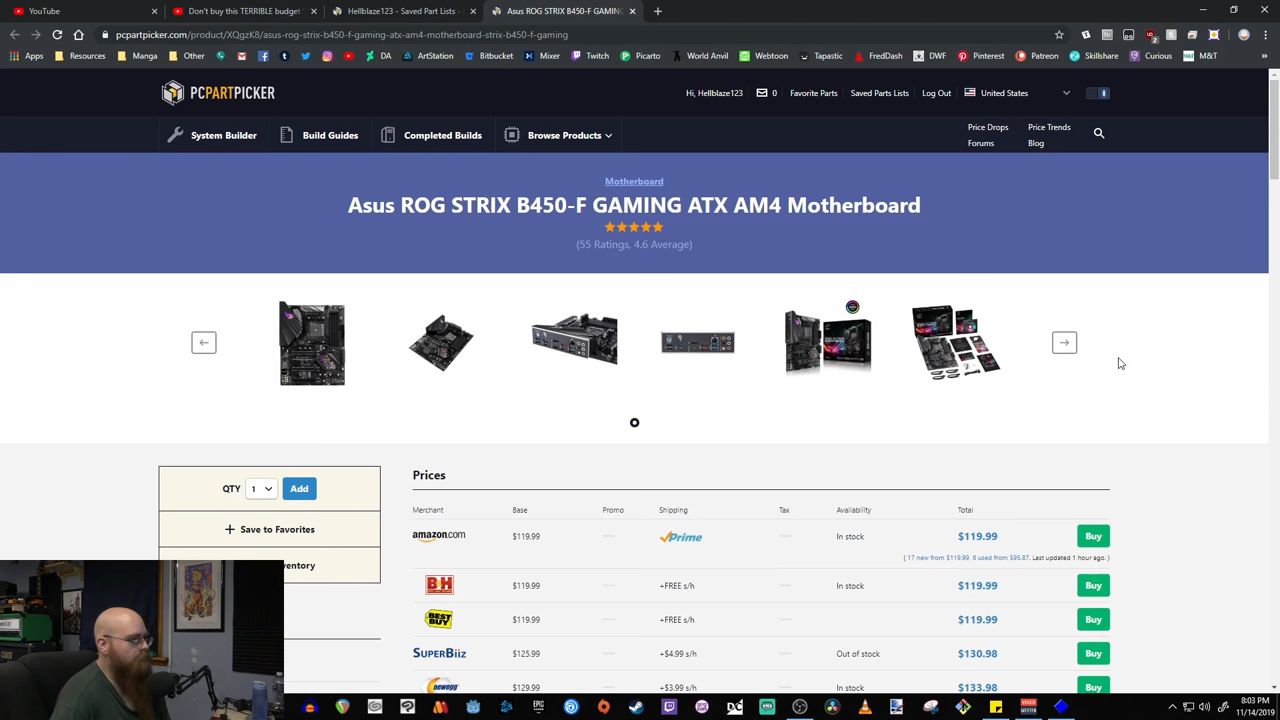 YouTube
Don't buy this TERRIBLE budget
Hellblaze123 – Saved Part Lists -
Asus ROG STRIX B450-F GAMING
pcpartpicker.com/product/XQgzK8/asus-rog-strix-b450-f-gaming-atx-am4-motherboard-strix-b450-f-gaming
Apps Resources Manga Other DA ArtStation Bitbucket Mixer Twitch Picarto World Anvil Webtoon Tapastic FredDash DWF Pinterest Patreon Skillshare Curious M&T
PCPARTPICKER
Hi, Hellblaze123 0 Favorite Parts Saved Parts Lists Log Out United States
System Builder Build Guides Completed Builds Browse Products
Price Drops Price Trends
Forums Blog
Motherboard
Asus ROG STRIX B450-F GAMING ATX AM4 Motherboard
(55 Ratings, 4.6 Average)
QTY 1 Add
+ Save to Favorites
entory
Prices
Merchant Base Promo Shipping Tax Availability Total
amazon.com $119.99 — Prime — In stock $119.99 Buy
( 17 new from $119.99, 6 used from $95.87. Last updated 1 hour ago. )
B&H $119.99 — +FREE s/h — In stock $119.99 Buy
BEST BUY $119.99 — +FREE s/h — In stock $119.99 Buy
SUPERBiiz $125.99 — +$4.99 s/h — Out of stock $130.98 Buy
newegg $129.99 — +$3.99 s/h — In stock $133.98 Buy
8:03 PM
11/14/2019